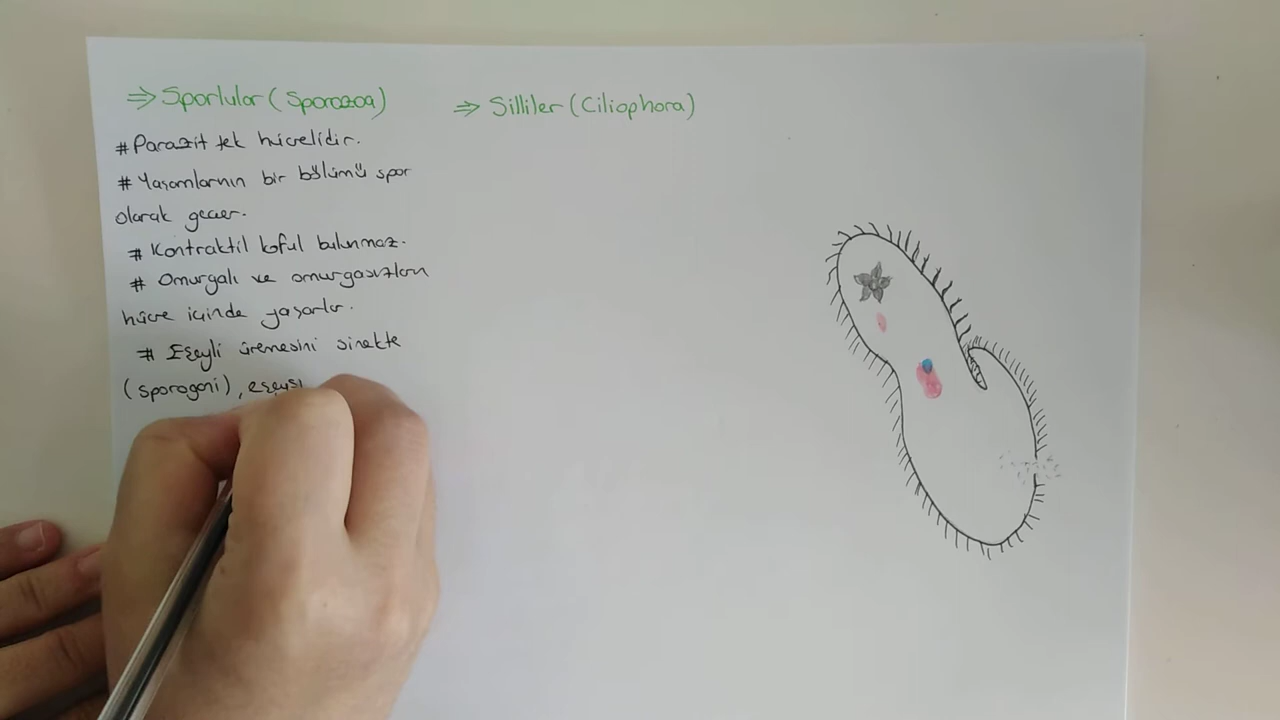 ⇒ Sporlular (Sporozoa)
# Parazit tek hücrelidir.
# Yaşamlarının bir bölümü spor
olarak geçer.
# Kontraktil koful bulunmaz.
# Omurgalı ve omurgasızların
hücre içinde yaşarlar.
# Eşeyli üremesini sinekte
(sporogoni), eşeysi
⇒ Silliler (Ciliophora)